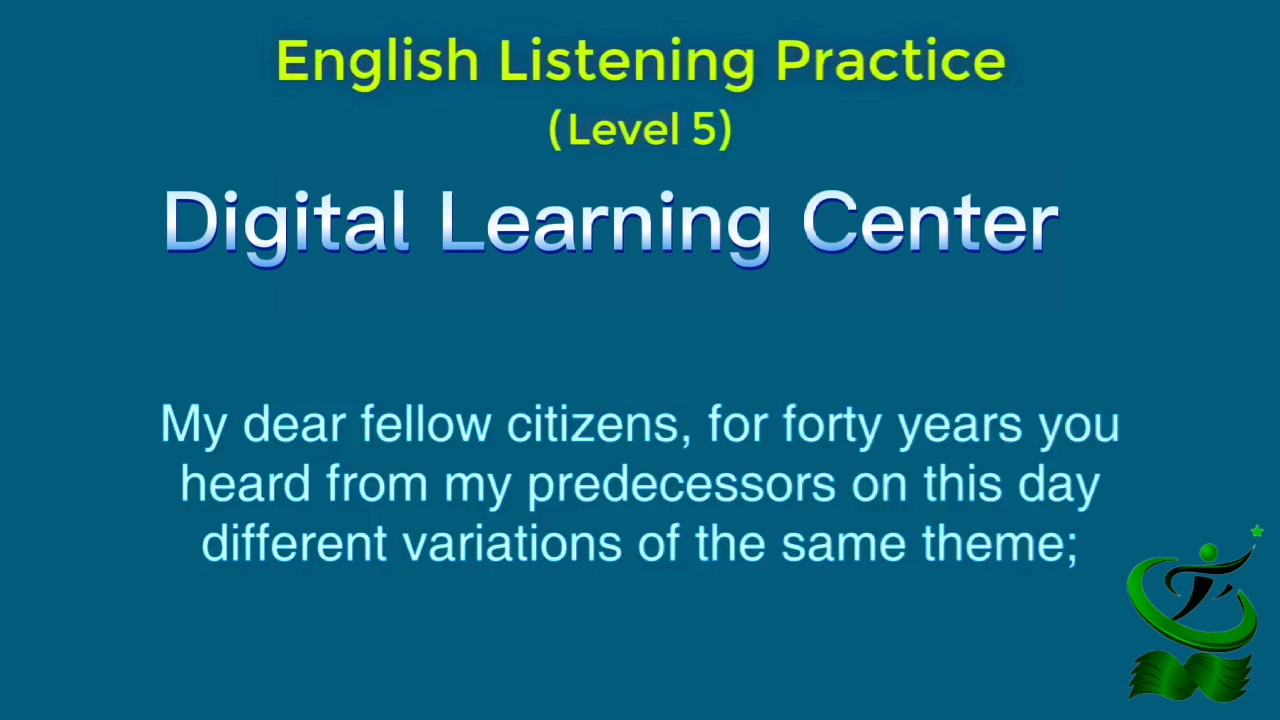 English Listening Practice
(Level 5)
Digital Learning Center
My dear fellow citizens, for forty years you
heard from my predecessors on this day
different variations of the same theme;